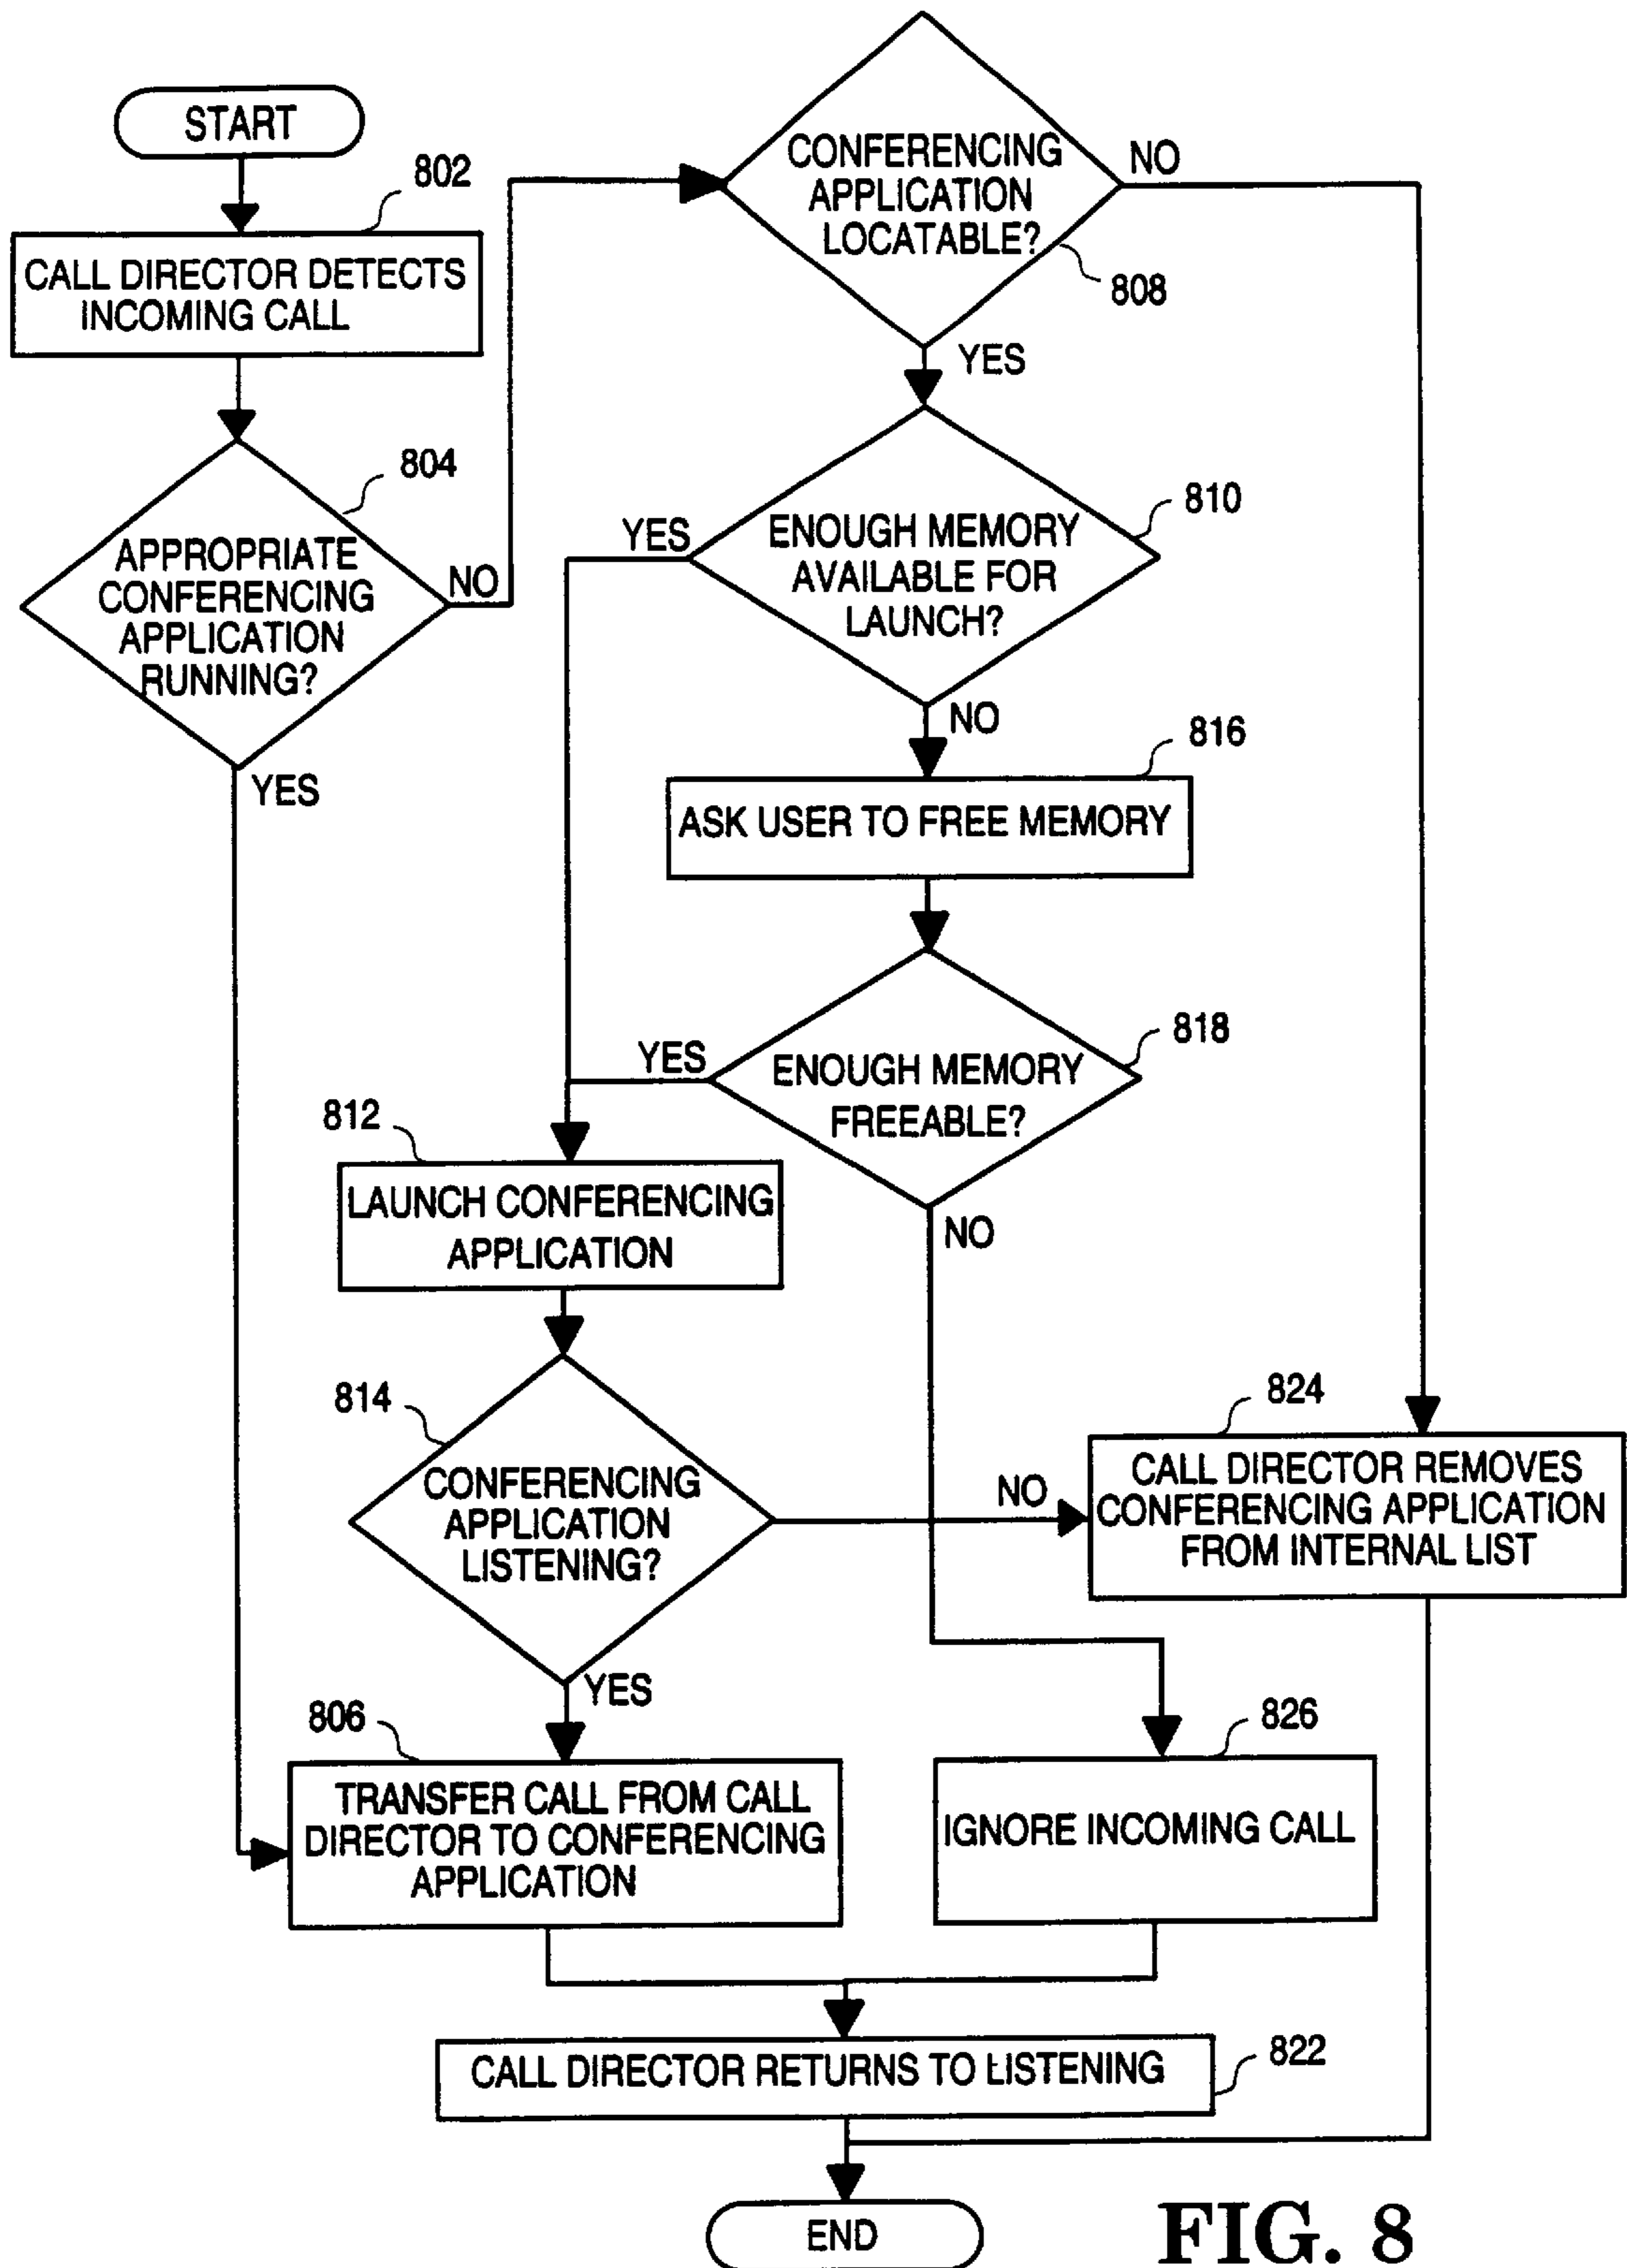 START
802
CALL DIRECTOR DETECTS
INCOMING CALL
804
APPROPRIATE
CONFERENCING
APPLICATION
RUNNING?
NO
YES
CONFERENCING
APPLICATION
LOCATABLE?
NO
808
YES
810
ENOUGH MEMORY
AVAILABLE FOR
LAUNCH?
YES
NO
816
ASK USER TO FREE MEMORY
818
ENOUGH MEMORY
FREEABLE?
YES
NO
812
LAUNCH CONFERENCING
APPLICATION
814
CONFERENCING
APPLICATION
LISTENING?
NO
YES
824
CALL DIRECTOR REMOVES
CONFERENCING APPLICATION
FROM INTERNAL LIST
806
TRANSFER CALL FROM CALL
DIRECTOR TO CONFERENCING
APPLICATION
826
IGNORE INCOMING CALL
CALL DIRECTOR RETURNS TO LISTENING
822
END
FIG. 8